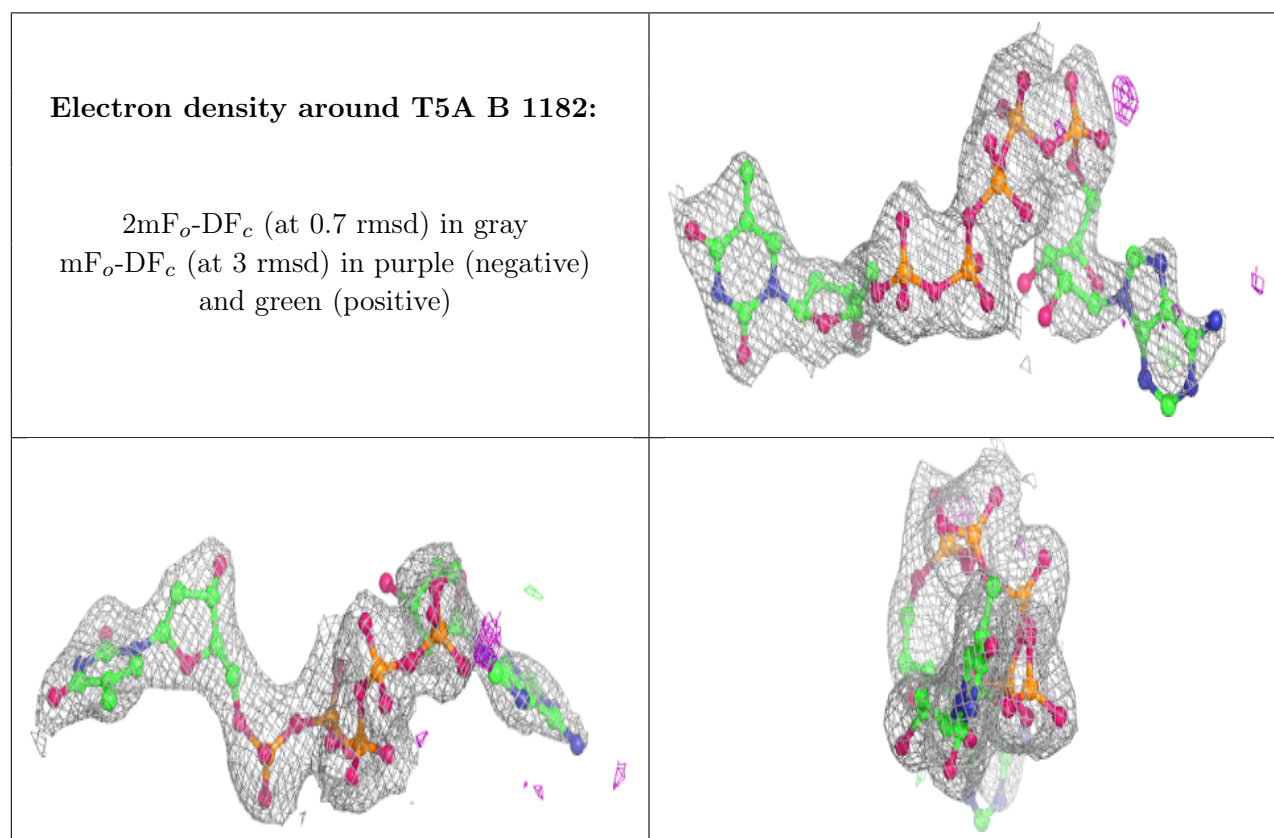 Electron density around T5A B 1182:
2mFo-DFc (at 0.7 rmsd) in gray
mFo-DFc (at 3 rmsd) in purple (negative)
and green (positive)